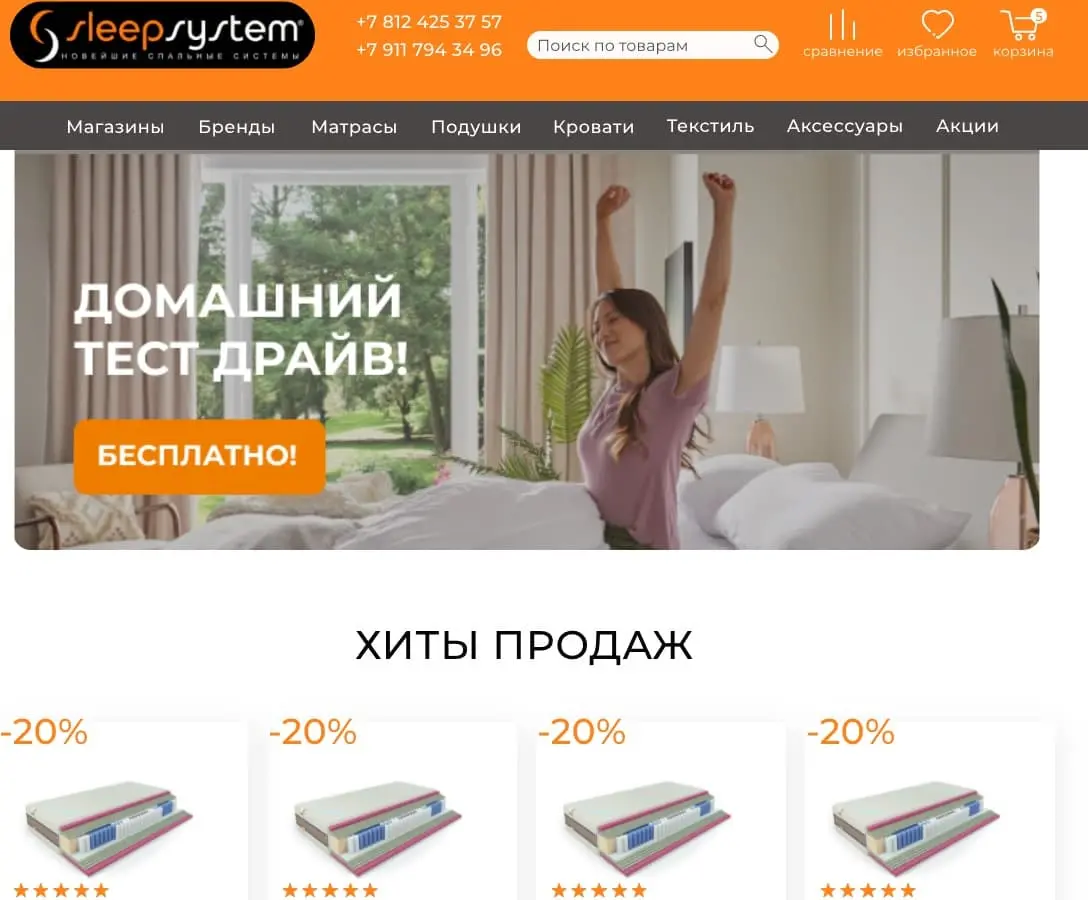 sleepsystem®
НОВЕЙШИЕ СПАЛЬНЫЕ СИСТЕМЫ
+7 812 425 37 57
+7 911 794 34 96
Поиск по товарам
сравнение
избранное
5
корзина
Магазины Бренды Матрасы Подушки Кровати Текстиль Аксессуары Акции
ДОМАШНИЙ
ТЕСТ ДРАЙВ!
БЕСПЛАТНО!
ХИТЫ ПРОДАЖ
-20% -20% -20% -20%